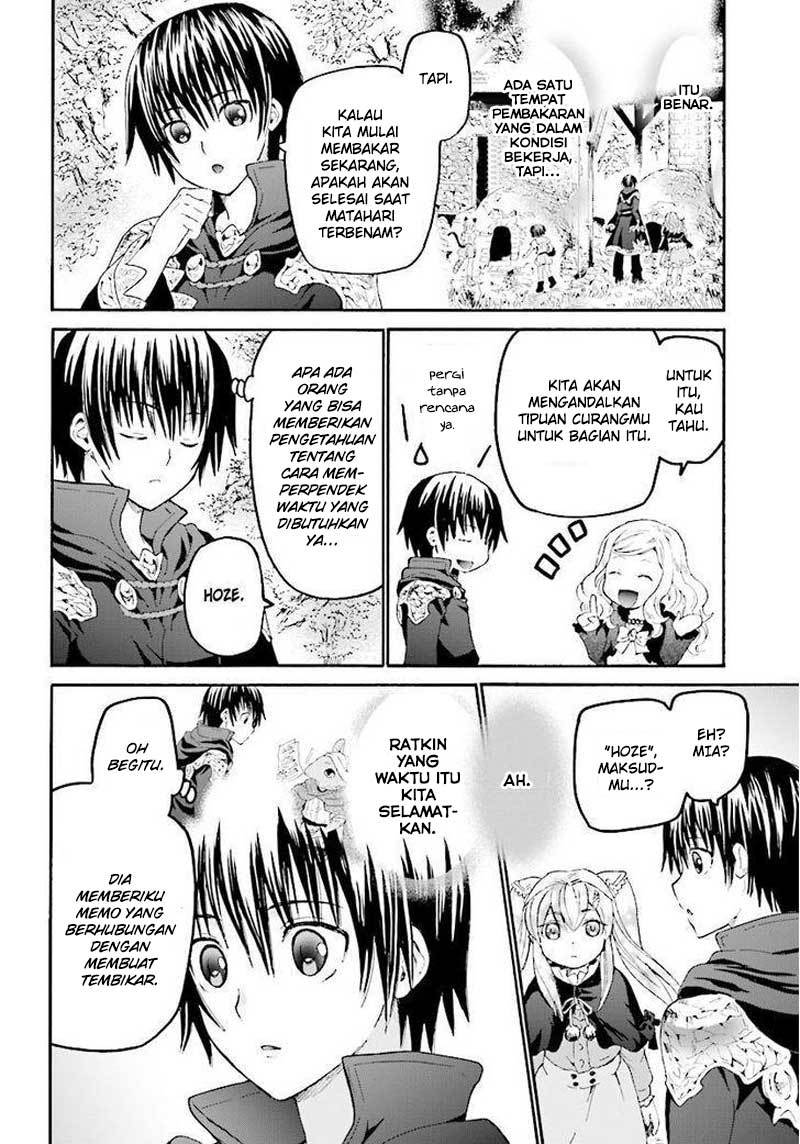 ITU
BENAR.
ADA SATU
TEMPAT
PEMBAKARAN
YANG DALAM
KONDISI
BEKERJA,
TAPI...
TAPI.
KALAU
KITA MULAI
MEMBAKAR
SEKARANG,
APAKAH AKAN
SELESAI SAAT
MATAHARI
TERBENAM?
UNTUK
ITU,
KAU
TAHU.
KITA AKAN
MENGANDALKAN
TIPUAN CURANGMU
UNTUK BAGIAN ITU.
pergi
tanpa
rencana
ya.
APA ADA
ORANG
YANG BISA
MEMBERIKAN
PENGETAHUAN
TENTANG
CARA MEM-
PERPENDEK
WAKTU YANG
DIBUTUHKAN
YA...
HOZE.
EH?
MIA?
"HOZE",
MAKSUD-
MU...?
AH.
RATKIN
YANG
WAKTU ITU
KITA
SELAMAT-
KAN.
OH
BEGITU.
DIA
MEMBERIKU
MEMO YANG
BERHUBUNGAN
DENGAN
MEMBUAT
TEMBIKAR.